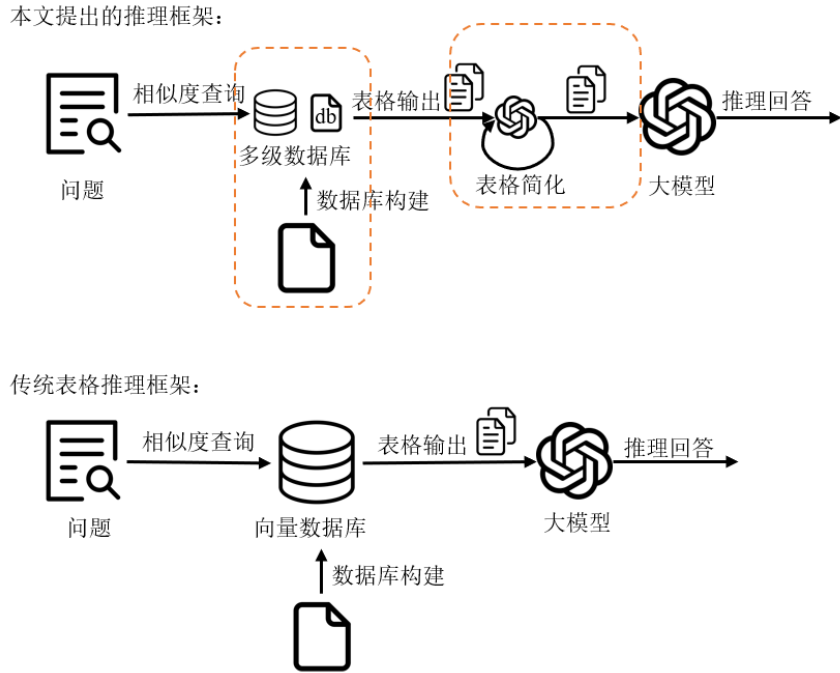 本文提出的推理框架：
相似度查询
表格输出
推理回答
db
多级数据库
表格简化
大模型
问题
数据库构建
传统表格推理框架：
相似度查询
表格输出
推理回答
问题
向量数据库
大模型
数据库构建